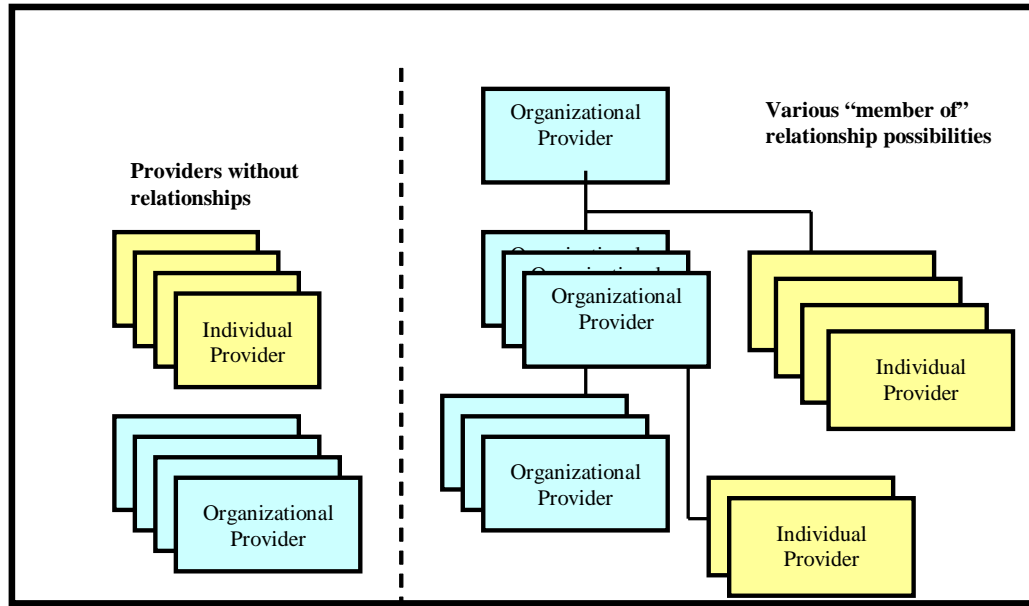 Providers without
relationships
Individual
Provider
Organizational
Provider
Organizational
Provider
Various “member of”
relationship possibilities
Organizational
Provider
Individual
Provider
Organizational
Provider
Individual
Provider